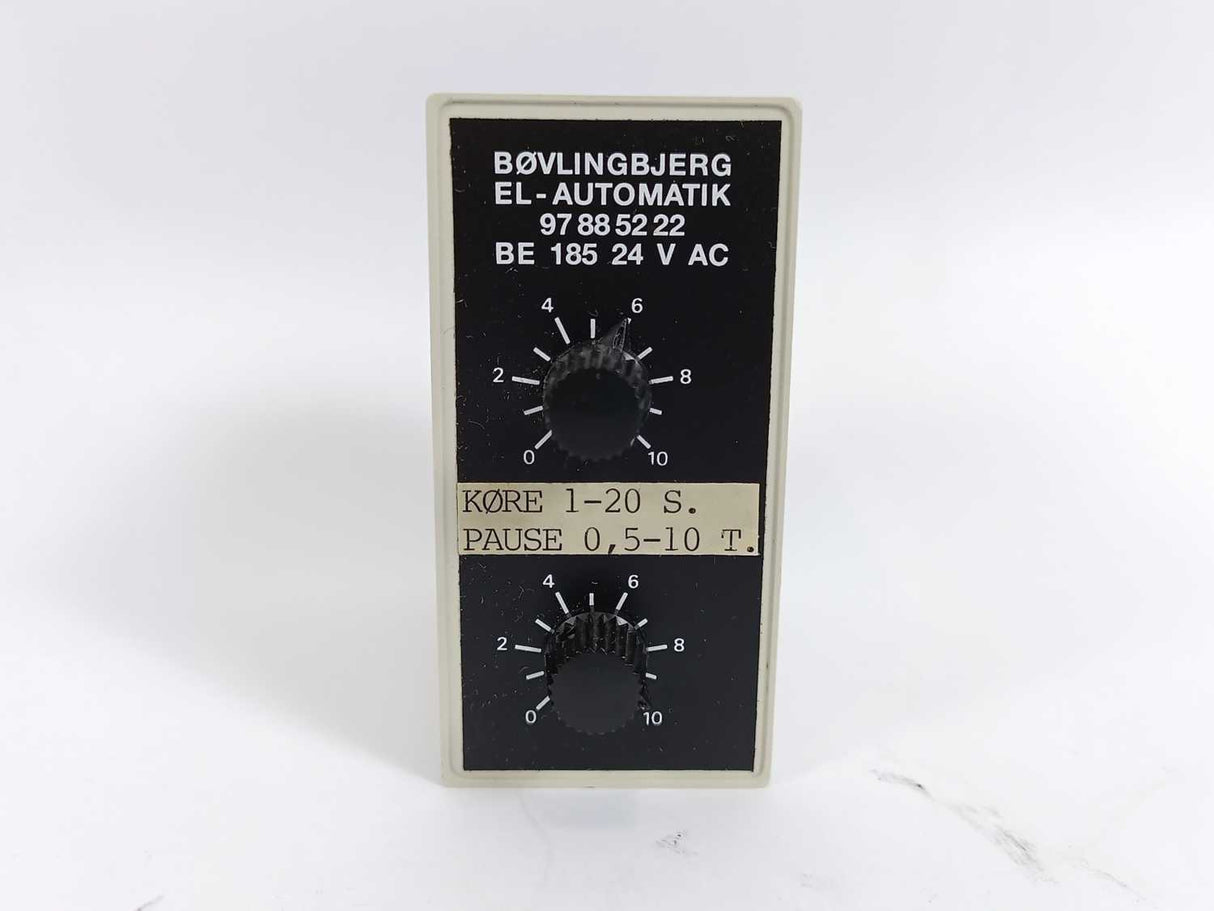 BØVLINGBJERG
EL-AUTOMATIK
97 88 52 22
BE 185 24 V AC
4 6
2 8
0 10
KØRE 1-20 S.
PAUSE 0,5-10 T.
4 6
2 8
0 10